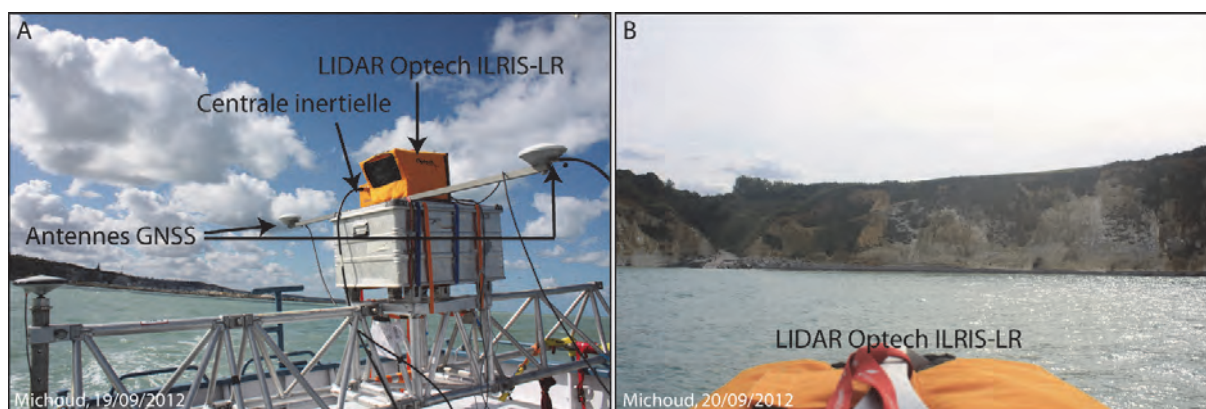 A
LIDAR Optech ILRIS-LR
Centrale inertielle
Antennes GNSS
Michoud, 19/09/2012
B
LIDAR Optech ILRIS-LR
Michoud, 20/09/2012